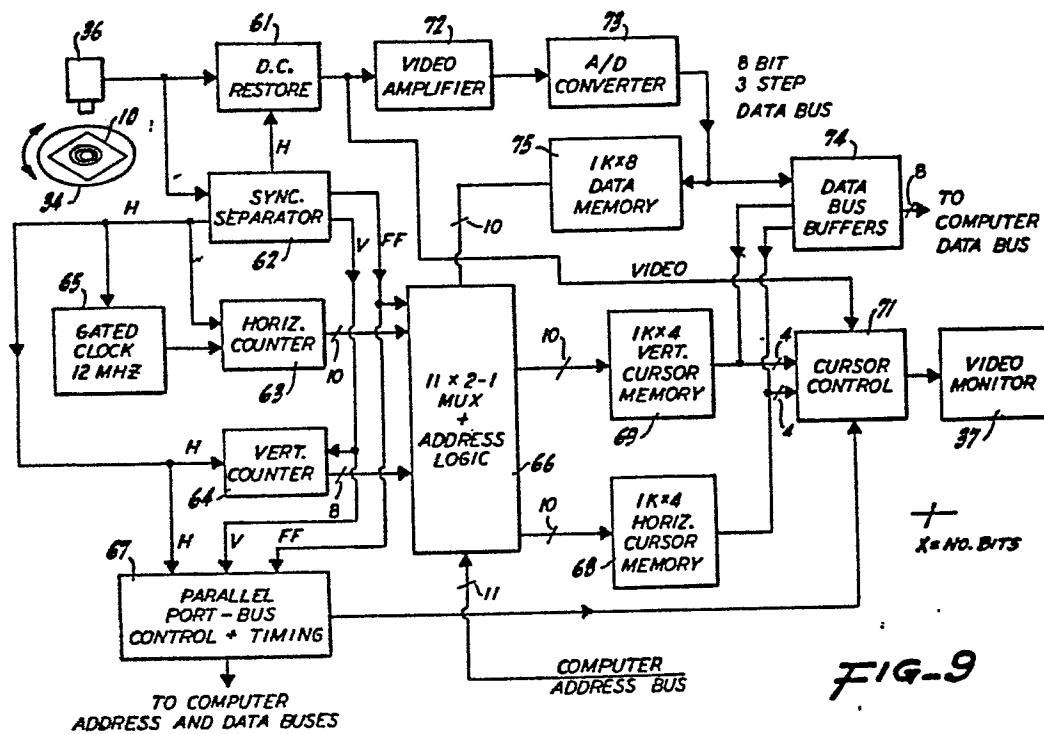 36
61
D.C.
RESTORE
72
VIDEO
AMPLIFIER
73
A/D
CONVERTER
8 BIT
3 STEP
DATA BUS
18
34
H
75
1K×8
DATA
MEMORY
74
DATA
BUS
BUFFERS
8
TO
COMPUTER
DATA BUS
H
SYNC.
SEPARATOR
62
V
FF
10
VIDEO
65
GATED
CLOCK
12 MHZ
HORIZ.
COUNTER
63
10
11 × 2-1
MUX
+
ADDRESS
LOGIC
66
10
1K×4
VERT.
CURSOR
MEMORY
69
4
4
71
CURSOR
CONTROL
VIDEO
MONITOR
37
VERT.
COUNTER
64
8
10
1K×4
HORIZ.
CURSOR
MEMORY
68
X=NO. BITS
H
V
FF
67
PARALLEL
PORT-BUS
CONTROL + TIMING
11
COMPUTER
ADDRESS BUS
TO COMPUTER
ADDRESS AND DATA BUSES
FIG-9